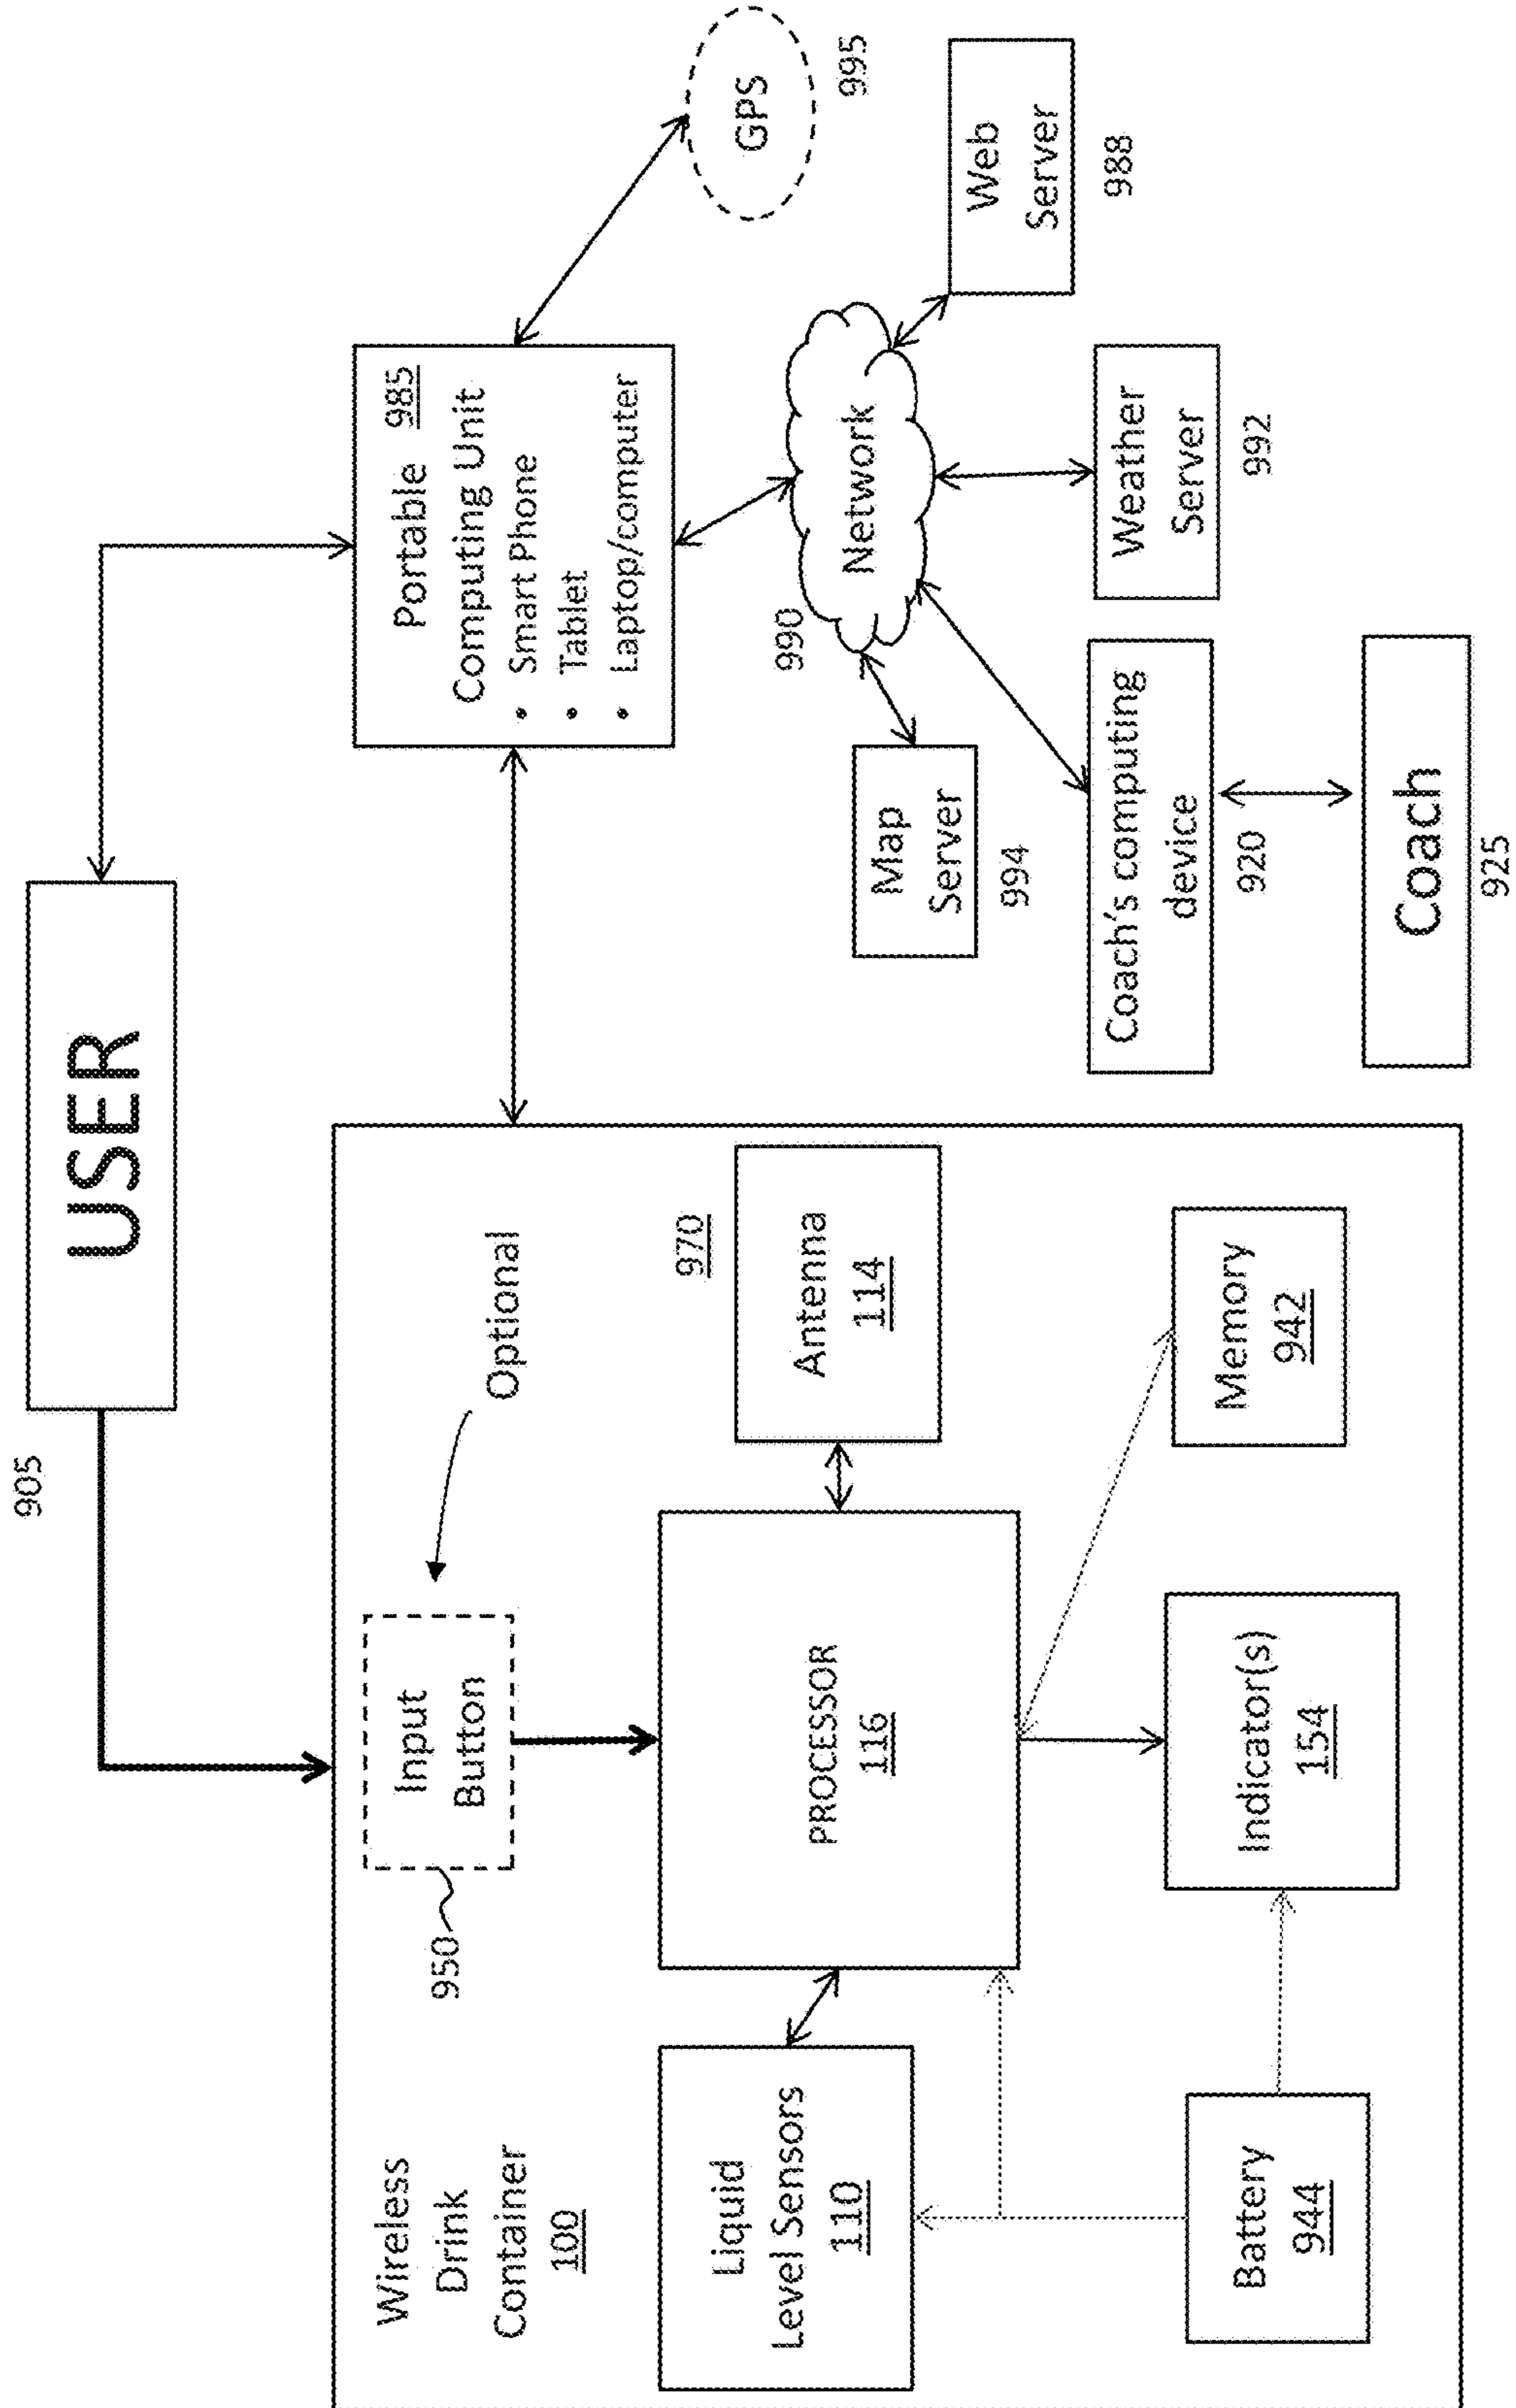 905
USER
Wireless
Drink
Container
100
950
Input
Button
Optional
Liquid
Level Sensors
110
PROCESSOR
116
970
Antenna
114
Battery
944
Indicator(s)
154
Memory
942
Portable 985
Computing Unit
• Smart Phone
• Tablet
• Laptop/computer
GPS
995
990
Network
Map
Server
994
Web
Server
988
Weather
Server
992
Coach's computing
device
920
Coach
925